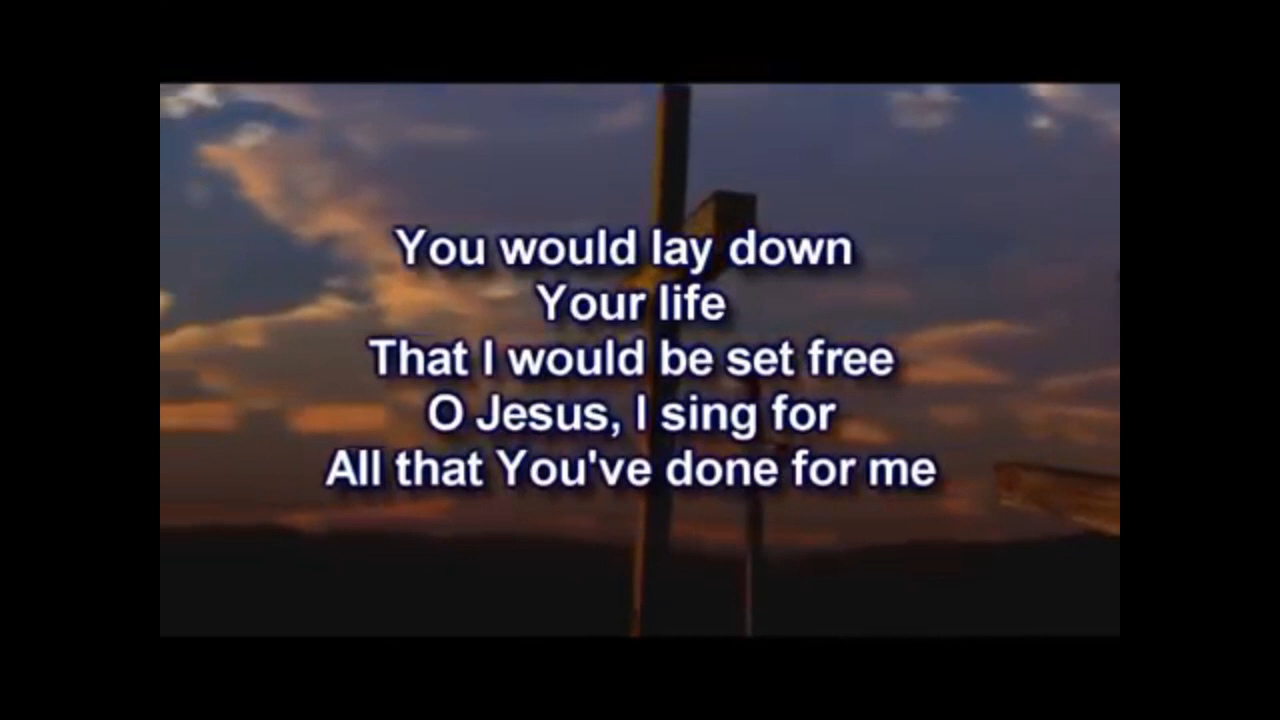 You would lay down
Your life
That I would be set free
O Jesus, I sing for
All that You've done for me